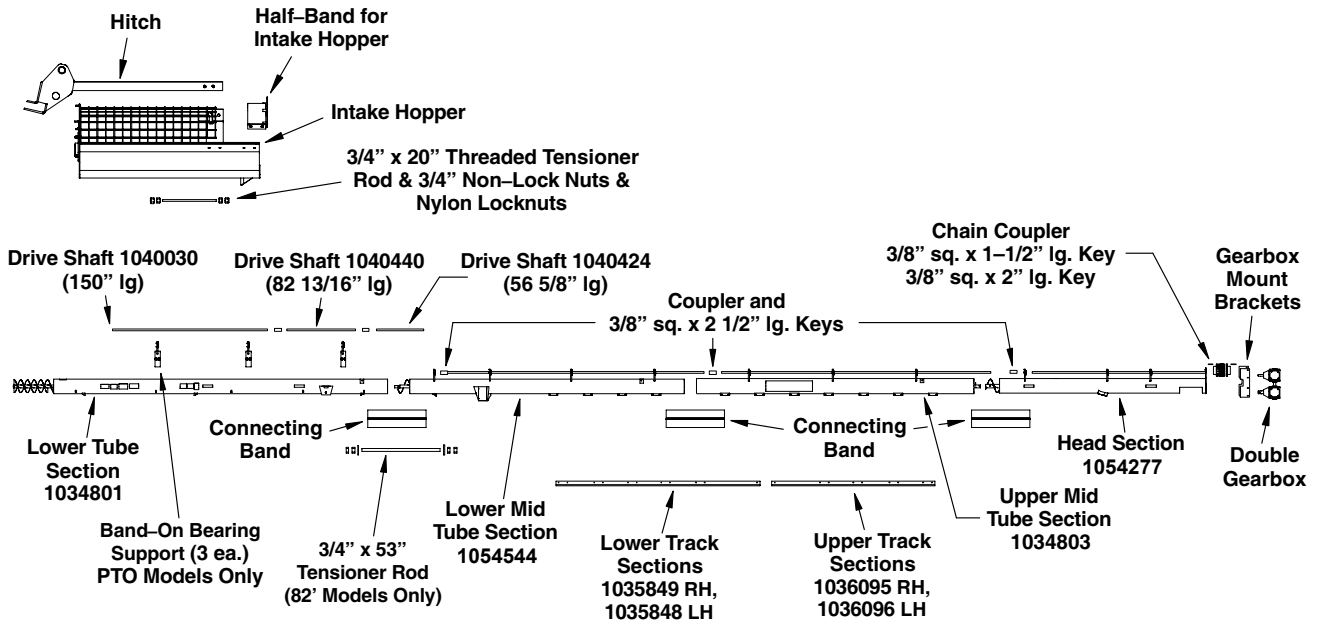 Hitch
Half–Band for
Intake Hopper
Intake Hopper
3/4” x 20” Threaded Tensioner
Rod & 3/4” Non–Lock Nuts &
Nylon Locknuts
Drive Shaft 1040030
(150” lg)
Drive Shaft 1040440
(82 13/16” lg)
Drive Shaft 1040424
(56 5/8” lg)
Coupler and
3/8” sq. x 2 1/2” lg. Keys
Chain Coupler
3/8” sq. x 1–1/2” lg. Key
3/8” sq. x 2” lg. Key
Gearbox
Mount
Brackets
Lower Tube
Section
1034801
Connecting
Band
Band–On Bearing
Support (3 ea.)
PTO Models Only
3/4” x 53”
Tensioner Rod
(82’ Models Only)
Lower Mid
Tube Section
1054544
Connecting
Band
Lower Track
Sections
1035849 RH,
1035848 LH
Upper Track
Sections
1036095 RH,
1036096 LH
Upper Mid
Tube Section
1034803
Head Section
1054277
Double
Gearbox